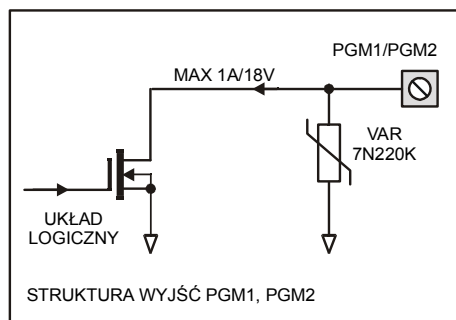 PGM1/PGM2
MAX 1A/18V
VAR
7N220K
UKŁAD
LOGICZNY
STRUKTURA WYJŚĆ PGM1, PGM2